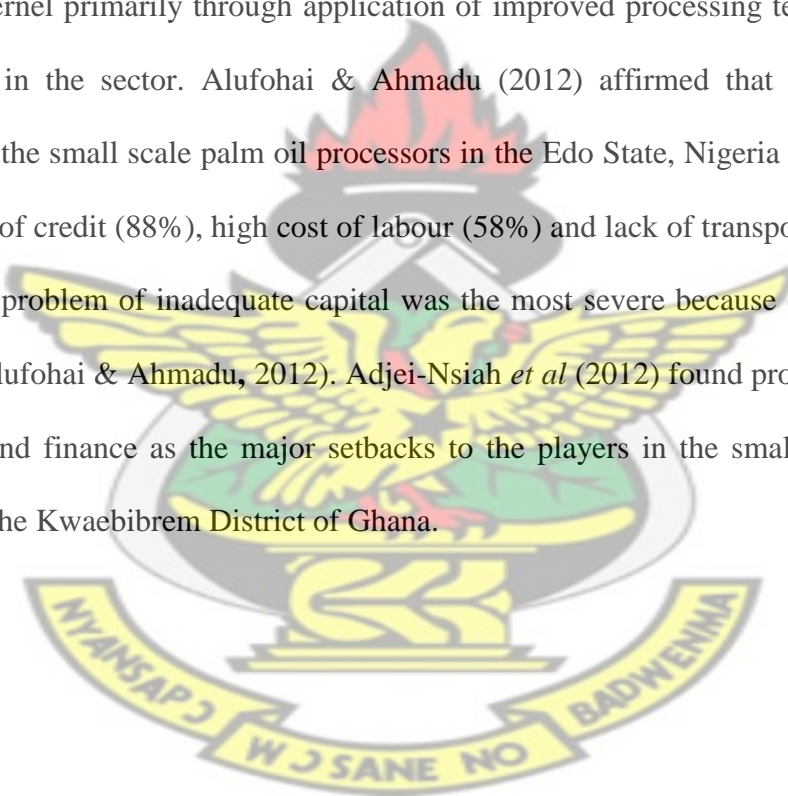 ernel primarily through application of improved processing te
in the sector. Alufohai & Ahmadu (2012) affirmed that
the small scale palm oil processors in the Edo State, Nigeria
of credit (88%), high cost of labour (58%) and lack of transpo
problem of inadequate capital was the most severe because
lufohai & Ahmadu, 2012). Adjei-Nsiah et al (2012) found pro
nd finance as the major setbacks to the players in the smal
he Kwaebibrem District of Ghana.
NYANSAPƆ
WƆSANE NO
BADWENMA